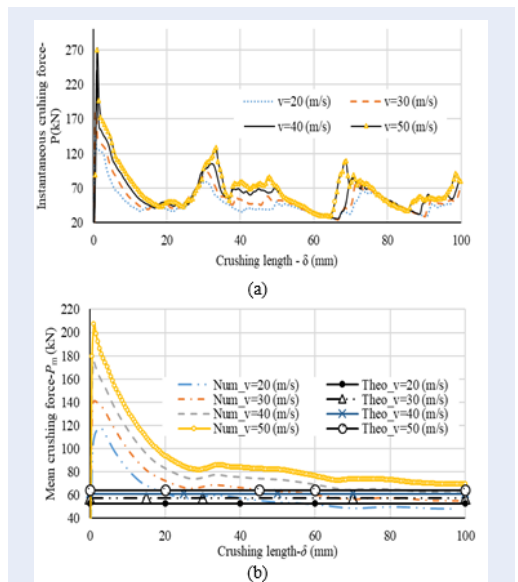 Instantaneous cruhing force-
P(kN)
270
220
170
120
70
20
v=20 (m/s)
v=30 (m/s)
v=40 (m/s)
v=50 (m/s)
0
20
40
60
80
100
Crushing length - δ (mm)
(a)
Mean crushing force-Pm (kN)
220
200
180
160
140
120
100
80
60
40
Num_v=20 (m/s)
Theo_v=20 (m/s)
Num_v=30 (m/s)
Theo_v=30 (m/s)
Num_v=40 (m/s)
Theo_v=40 (m/s)
Num_v=50 (m/s)
Theo_v=50 (m/s)
0
20
40
60
80
100
Crushing length-δ (mm)
(b)